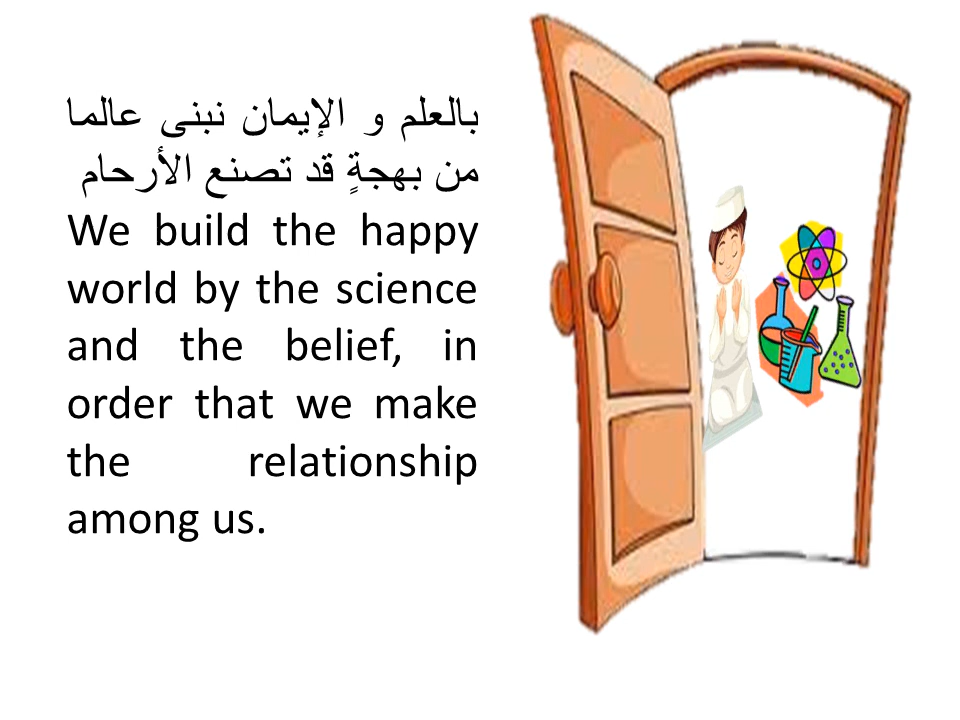 بالعلم و الإيمان نبنى عالما
من بهجةٍ قد تصنع الأرحام
We build the happy
world by the science
and the belief, in
order that we make
the relationship
among us.